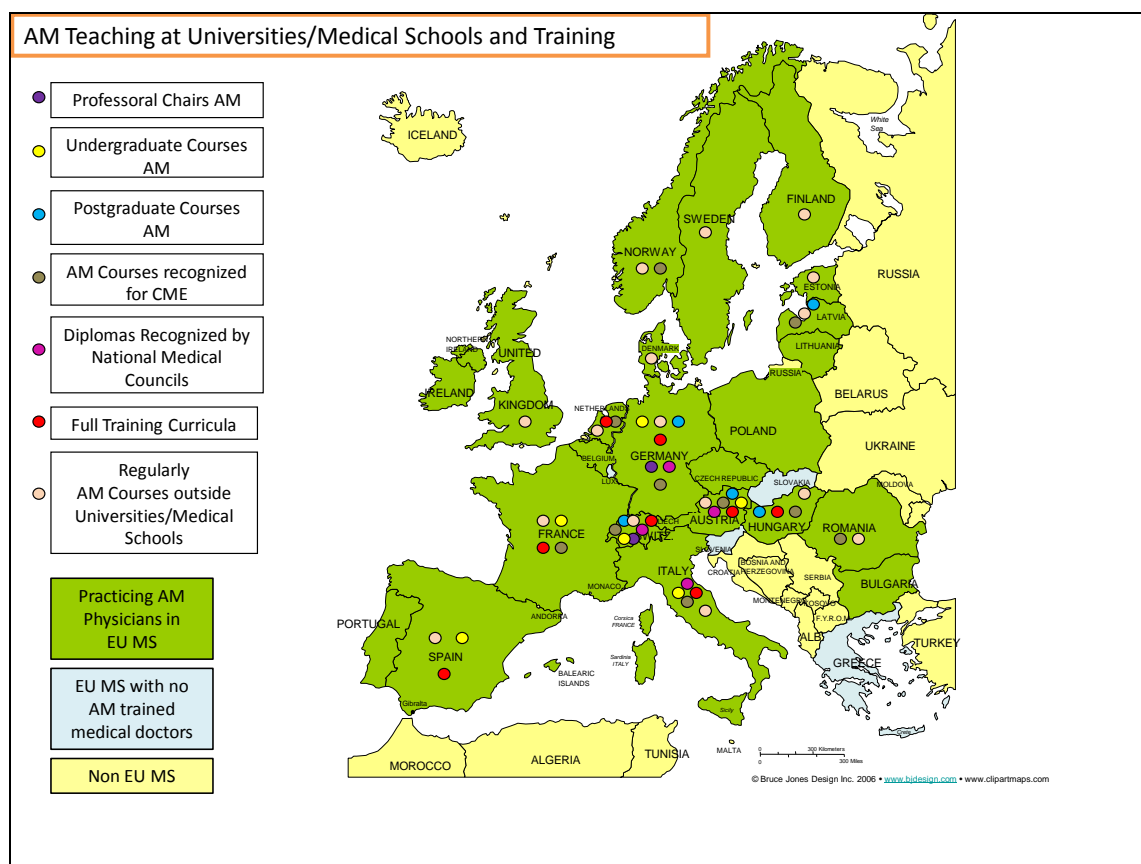 AM Teaching at Universities/Medical Schools and Training
Professoral Chairs AM
Undergraduate Courses
AM
Postgraduate Courses
AM
AM Courses recognized
for CME
Diplomas Recognized by
National Medical
Councils
Full Training Curricula
Regularly
AM Courses outside
Universities/Medical
Schools
Practicing AM
Physicians in
EU MS
EU MS with no
AM trained
medical doctors
Non EU MS
ICELAND
White
Sea
FINLAND
SWEDEN
NORWAY
RUSSIA
ESTONIA
LATVIA
LITHUANIA
RUSSIA
BELARUS
NORTHERN
IRELAND
UNITED
KINGDOM
IRELAND
DENMARK
NETHERLANDS
BELGIUM
LUX
GERMANY
POLAND
UKRAINE
CZECH REPUBLIC
SLOVAKIA
MOLDOVA
FRANCE
LIECH
SWITZ.
AUSTRIA
HUNGARY
ROMANIA
SLOVENIA
CROATIA
BOSNIA AND
HERZEGOVINA
SERBIA
ITALY
MONACO
MONTENEGRO
KOSOVO
BULGARIA
F.Y.R.O.M.
ALB
ANDORRA
PORTUGAL
SPAIN
Corsica
FRANCE
Sardinia
ITALY
BALEARIC
ISLANDS
Gibralta
GREECE
TURKEY
Sicily
Crete
MALTA
MOROCCO
ALGERIA
TUNISIA
0 300 Kilometers
0 300 Miles
© Bruce Jones Design Inc. 2006 • www.bjdesign.com • www.clipartmaps.com